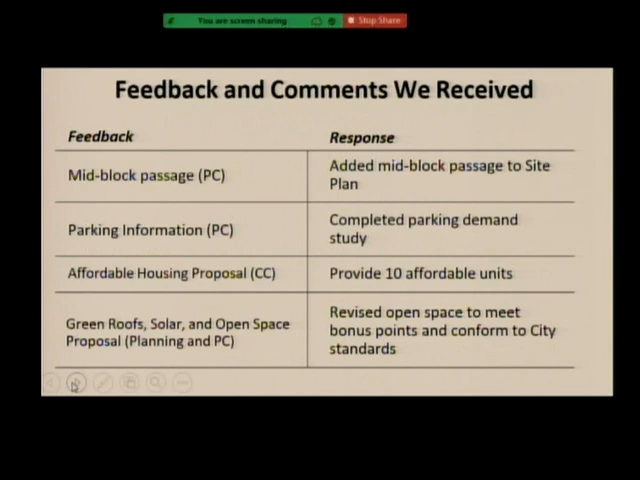 You are screen sharing
Stop Share
Feedback and Comments We Received
Feedback
Response
Mid-block passage (PC)
Added mid-block passage to Site
Plan
Parking Information (PC)
Completed parking demand
study
Affordable Housing Proposal (CC)
Provide 10 affordable units
Green Roofs, Solar, and Open Space
Proposal (Planning and PC)
Revised open space to meet
bonus points and conform to City
standards